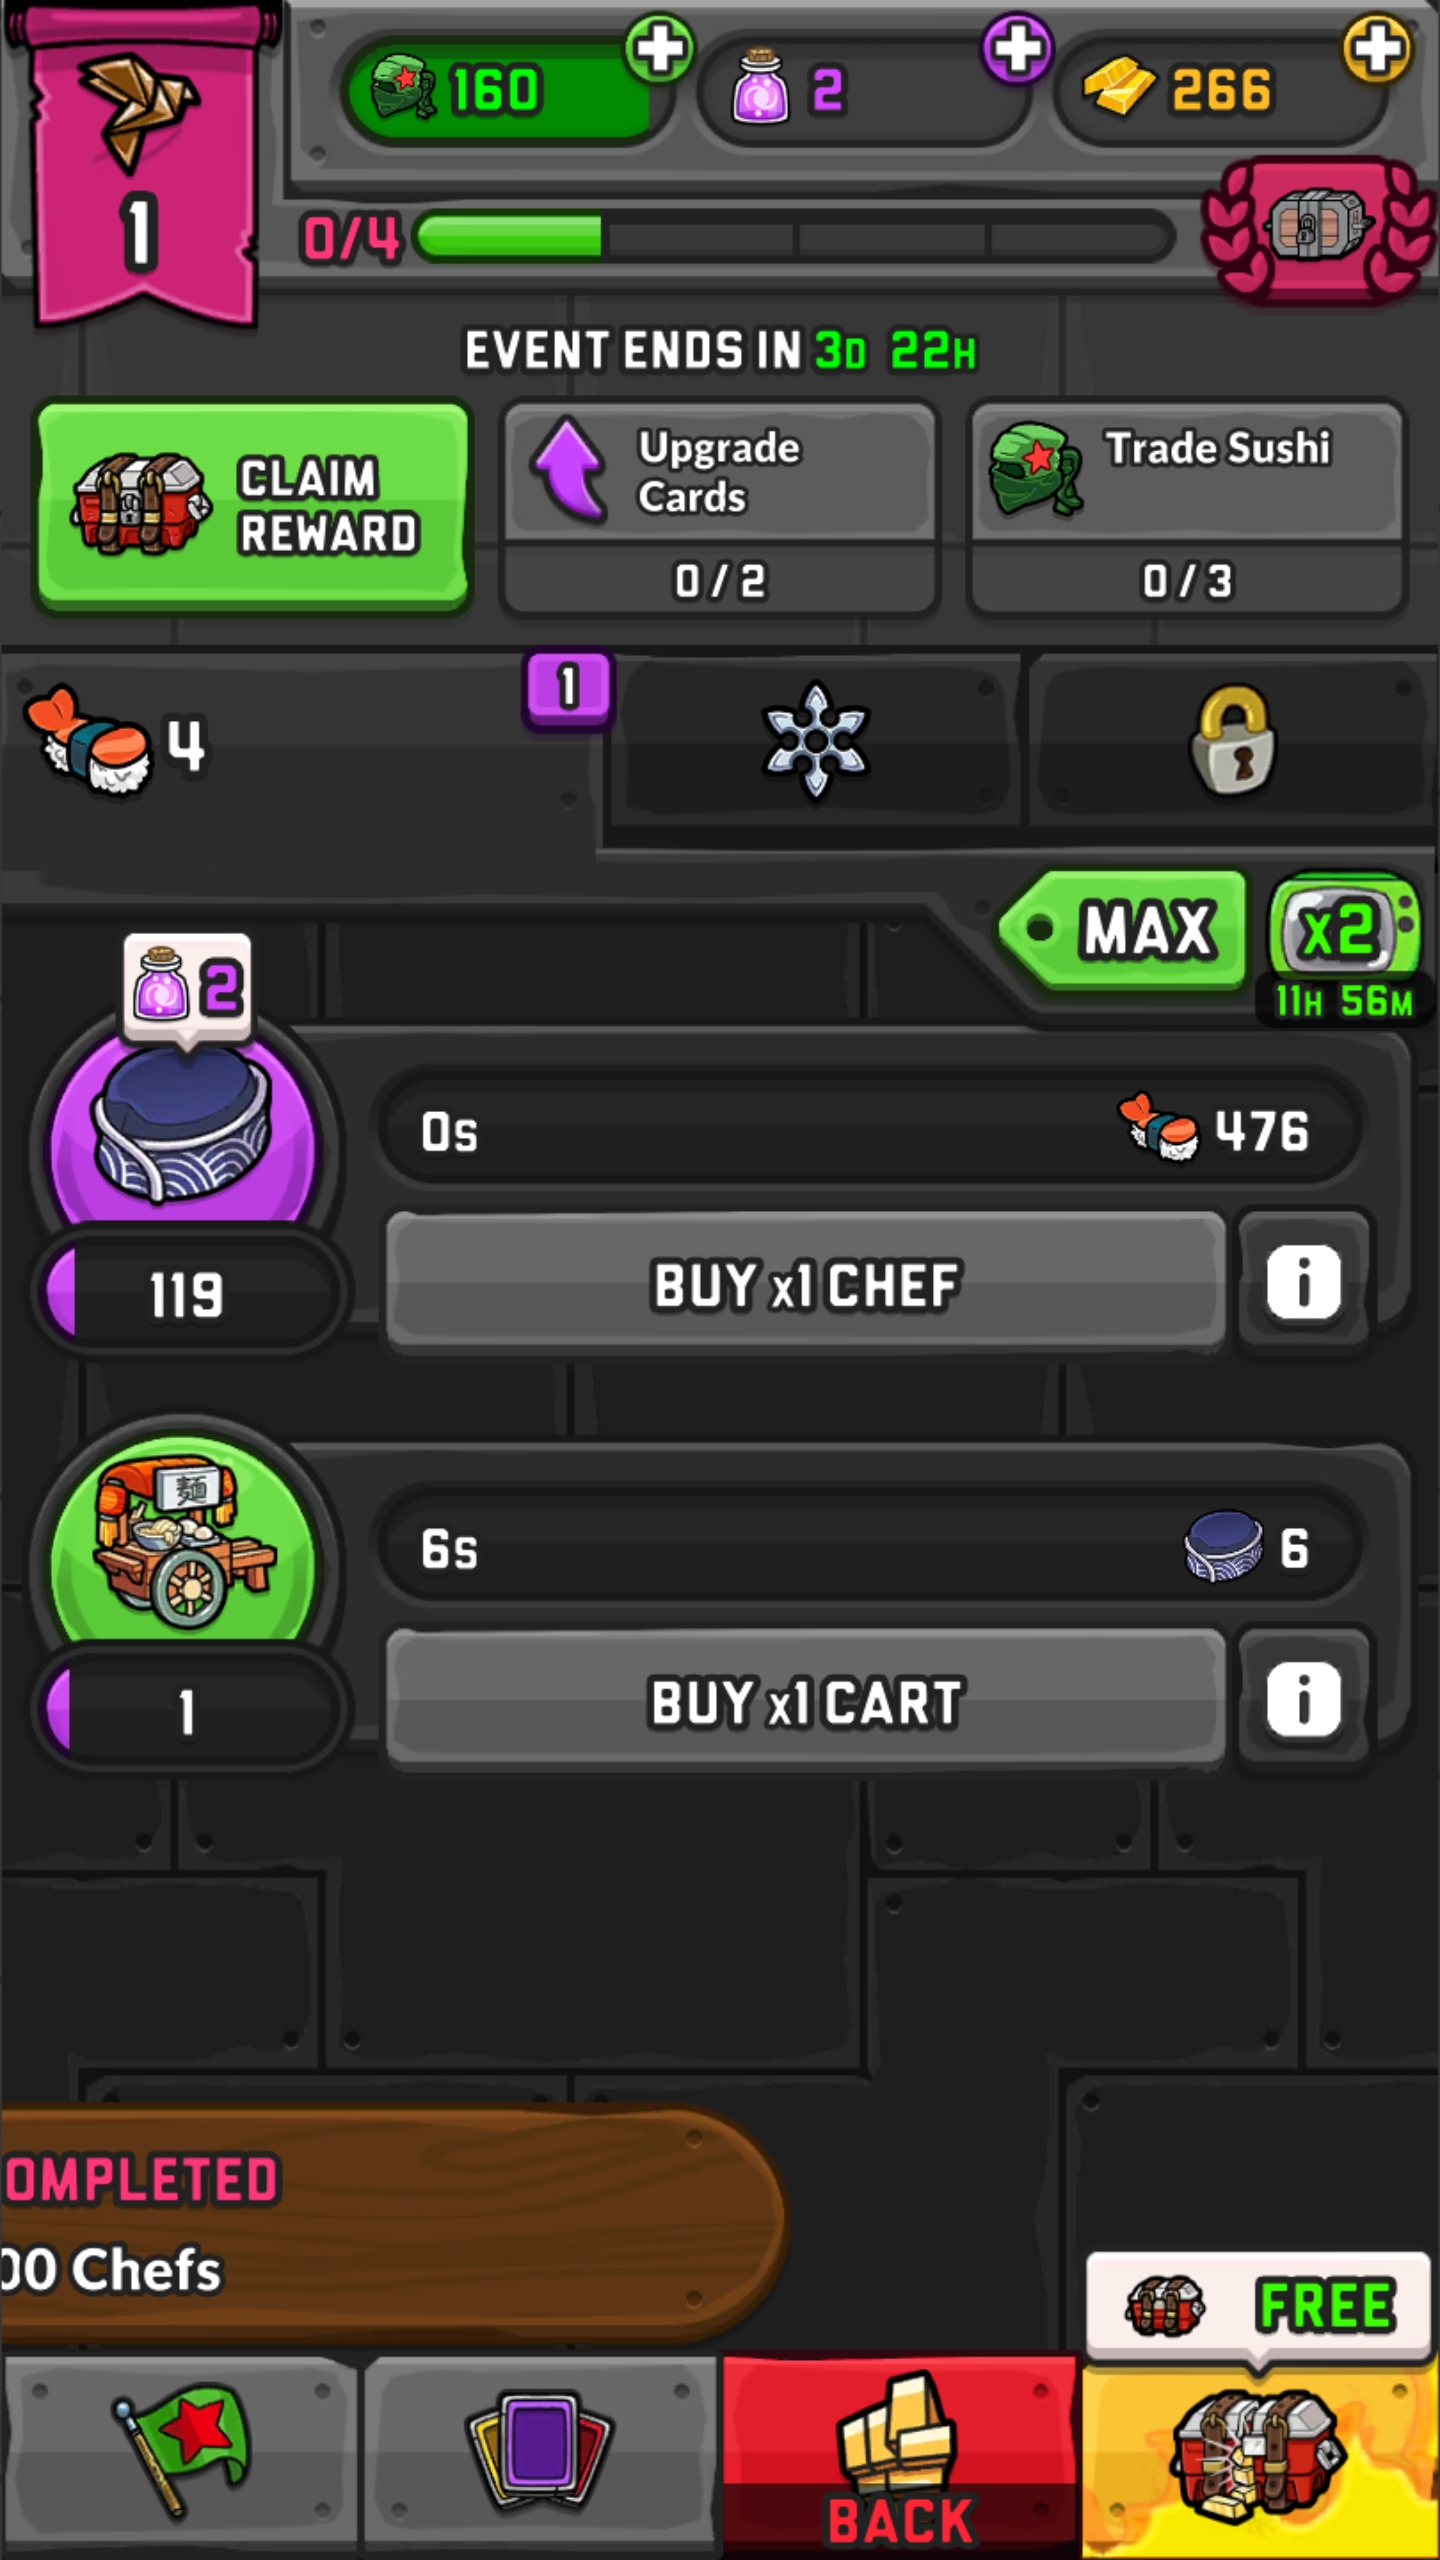 160
2
266
1
0/4
EVENT ENDS IN 3D 22H
CLAIM
REWARD
Upgrade
Cards
0/2
Trade Sushi
0/3
4
1
MAX
x2
11H 56M
2
0s
476
119
BUY x1 CHEF
i
麺
6s
6
1
BUY x1 CART
i
OMPLETED
00 Chefs
FREE
BACK